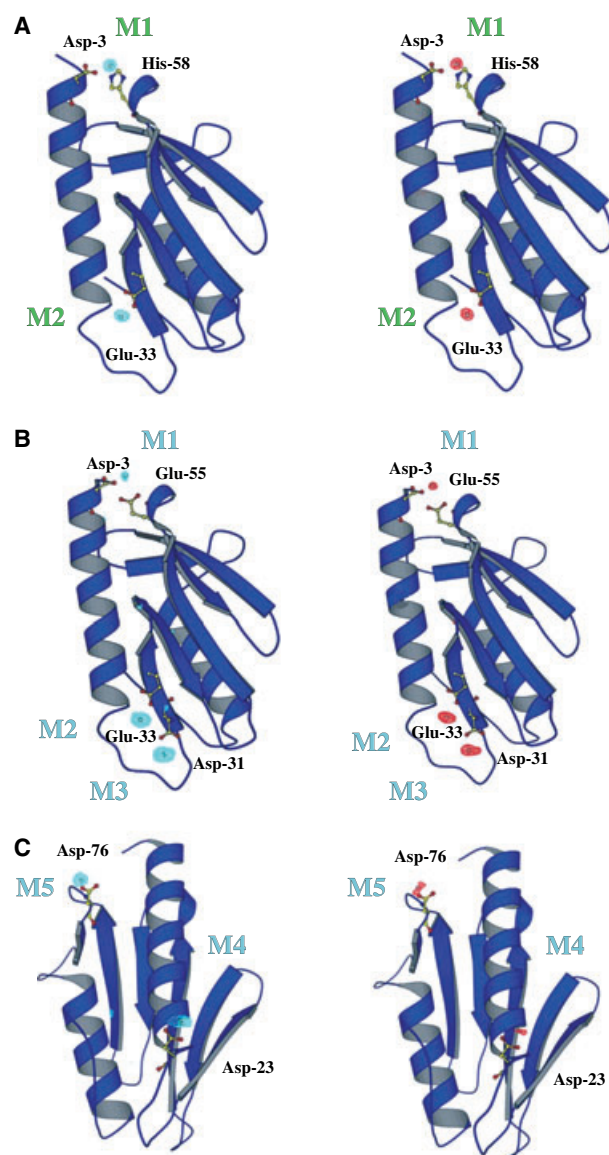 A
M1
Asp-3
His-58
M2
Glu-33
M1
Asp-3
His-58
M2
Glu-33
B
M1
Asp-3
Glu-55
M2
Glu-33
Asp-31
M3
M1
Asp-3
Glu-55
M2
Glu-33
Asp-31
M3
C
Asp-76
M5
M4
Asp-23
Asp-76
M5
M4
Asp-23